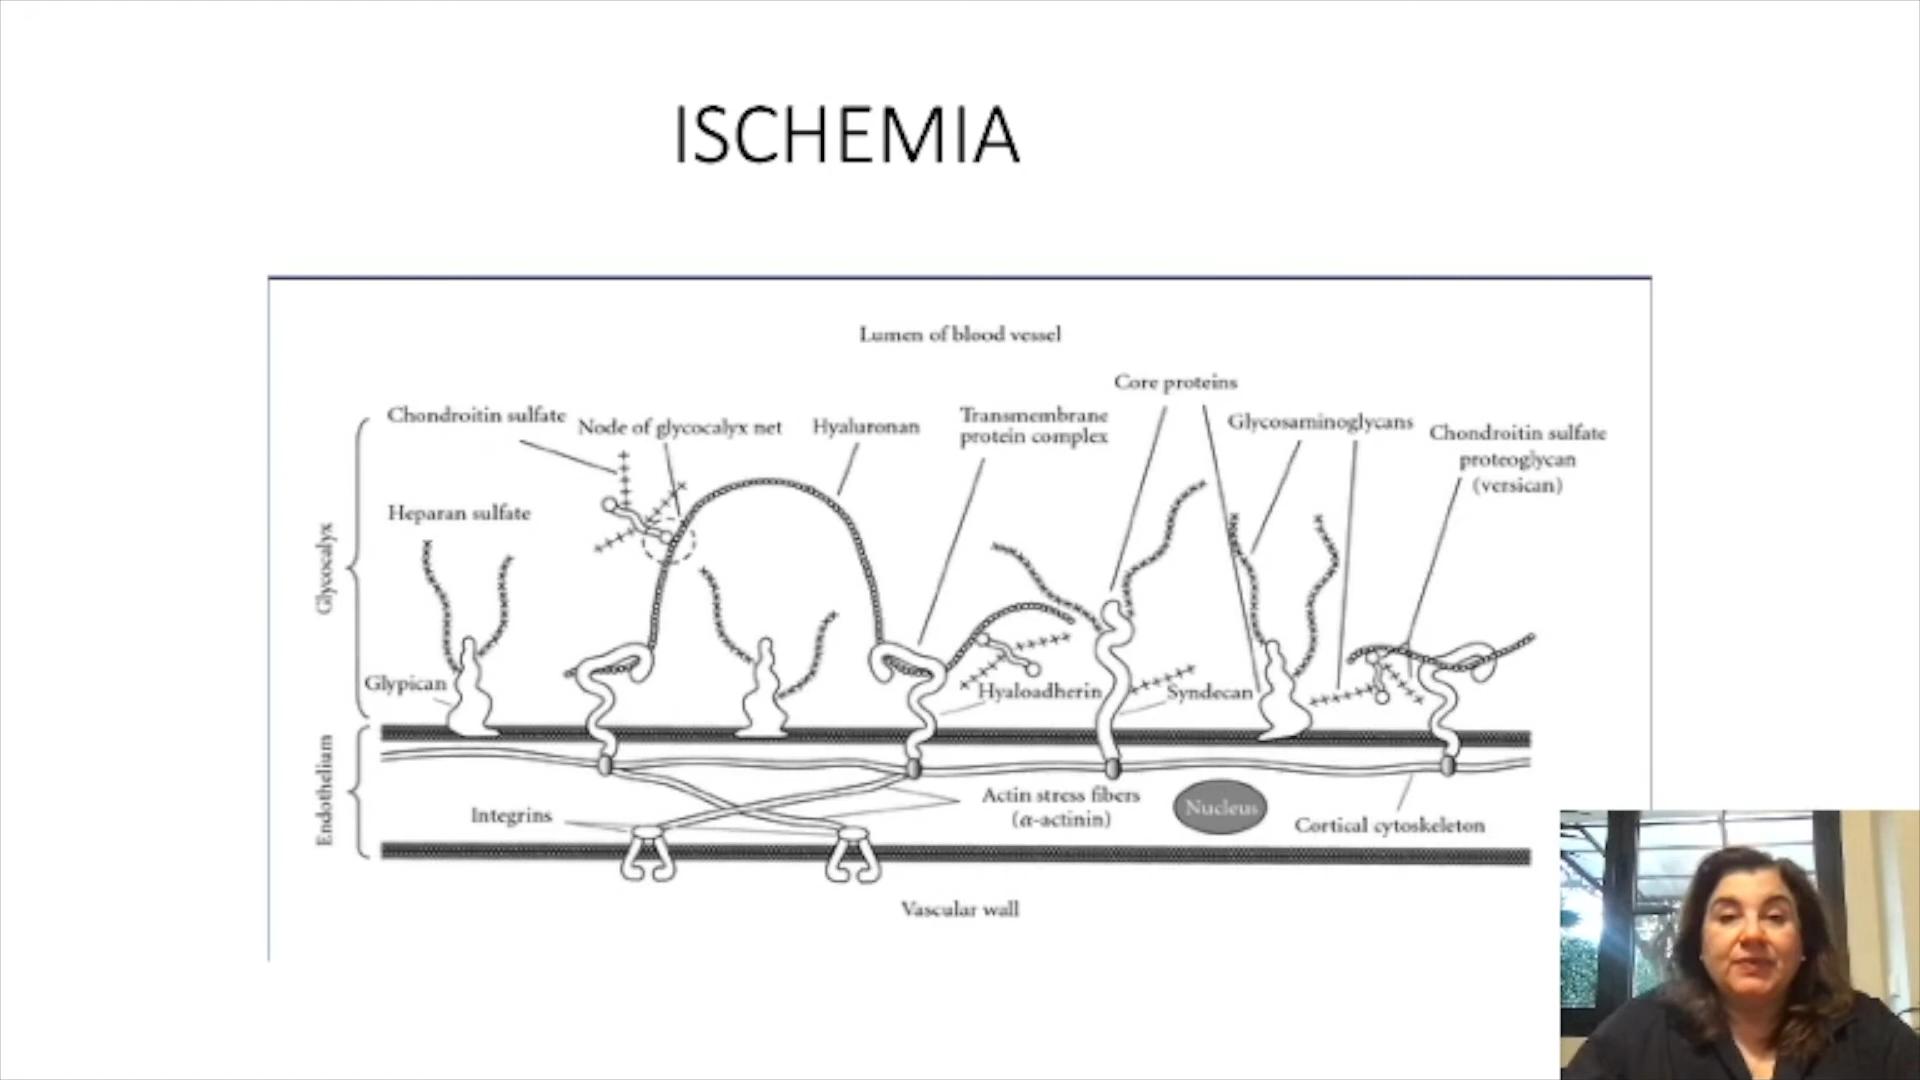 ISCHEMIA
Lumen of blood vessel
Core proteins
Chondroitin sulfate
Node of glycocalyx net
Hyaluronan
Transmembrane
protein complex
Glycosaminoglycans
Chondroitin sulfate
proteoglycan
(versican)
Heparan sulfate
Glycocalyx
Glypican
Hyaloadherin
Syndecan
Endothelium
Integrins
Actin stress fibers
(α-actinin)
Nucleus
Cortical cytoskeleton
Vascular wall